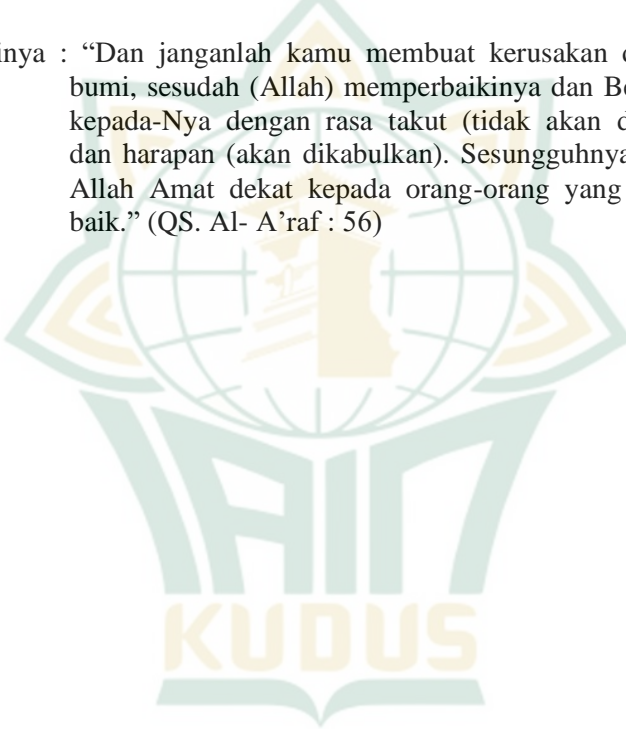 inya : “Dan janganlah kamu membuat kerusakan
bumi, sesudah (Allah) memperbaikinya dan
kepada-Nya dengan rasa takut (tidak akan
dan harapan (akan dikabulkan). Sesungguhnya
Allah Amat dekat kepada orang-orang yang
baik.” (QS. Al- A’raf : 56)
IAIN
KUDUS